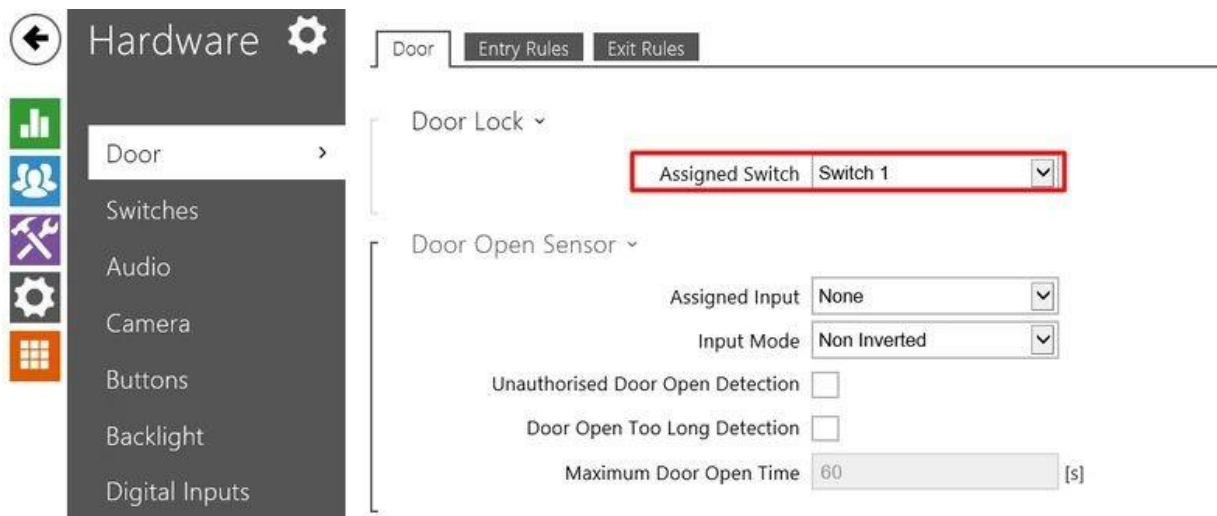 Hardware
Door
Switches
Audio
Camera
Buttons
Backlight
Digital Inputs
Door Entry Rules Exit Rules
Door Lock
Assigned Switch Switch 1
Door Open Sensor
Assigned Input None
Input Mode Non Inverted
Unauthorised Door Open Detection
Door Open Too Long Detection
Maximum Door Open Time 60 [s]